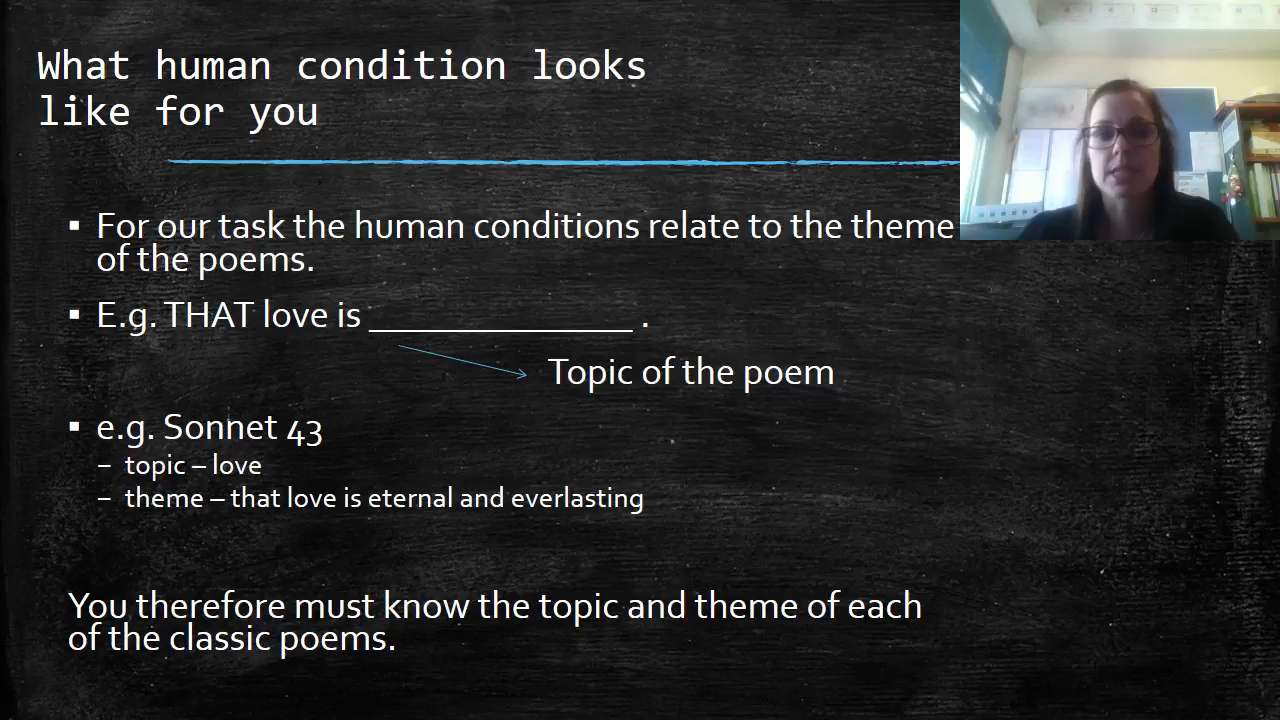 What human condition looks
like for you
▪ For our task the human conditions relate to the theme
of the poems.
▪ E.g. THAT love is _______________ .
Topic of the poem
▪ e.g. Sonnet 43
– topic – love
– theme – that love is eternal and everlasting
You therefore must know the topic and theme of each
of the classic poems.